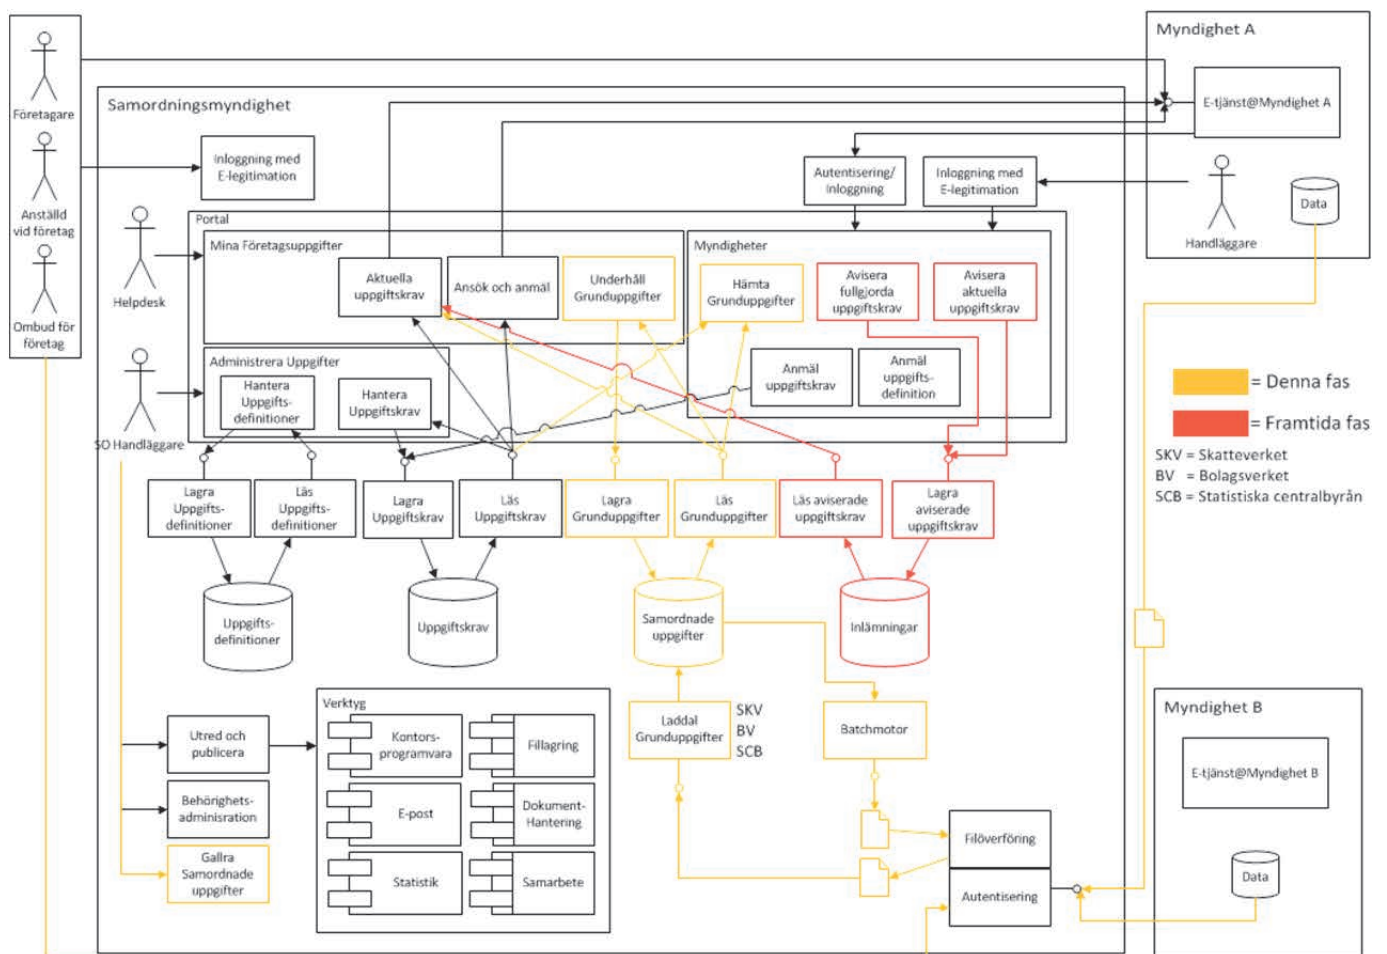 Företagare
Anställd
vid företag
Ombud för
företag
Samordningsmyndighet
Inloggning med
E-legitimation
Helpdesk
SO Handläggare
Autentisering/
Inloggning
Inloggning med
E-legitimation
Myndighet A
E-tjänst@Myndighet A
Handläggare
Data
Portal
Mina Företagsuppgifter
Aktuella
uppgiftskrav
Ansök och anmäl
Underhåll
Grunduppgifter
Myndigheter
Hämta
Grunduppgifter
Avisera
fullgjorda
uppgiftskrav
Avisera
aktuella
uppgiftskrav
Anmäl
uppgiftskrav
Anmäl
uppgifts-
definition
Administrera Uppgifter
Hantera
Uppgifts-
definitioner
Hantera
Uppgiftskrav
= Denna fas
= Framtida fas
SKV = Skatteverket
BV = Bolagsverket
SCB = Statistiska centralbyrån
Lagra
Uppgifts-
definitioner
Läs
Uppgifts-
definitioner
Lagra
Uppgiftskrav
Läs
Uppgiftskrav
Lagra
Grunduppgifter
Läs
Grunduppgifter
Läs aviserade
uppgiftskrav
Lagra
aviserade
uppgiftskrav
Uppgifts-
definitioner
Uppgiftskrav
Samordnade
uppgifter
Inlämningar
Utred och
publicera
Behörighets-
adminisration
Gallra
Samordnade
uppgifter
Verktyg
Kontors-
programvara
Fillagring
E-post
Dokument-
Hantering
Statistik
Samarbete
Laddal
Grunduppgifter
SKV
BV
SCB
Batchmotor
Filöverföring
Autentisering
Myndighet B
E-tjänst@Myndighet B
Data